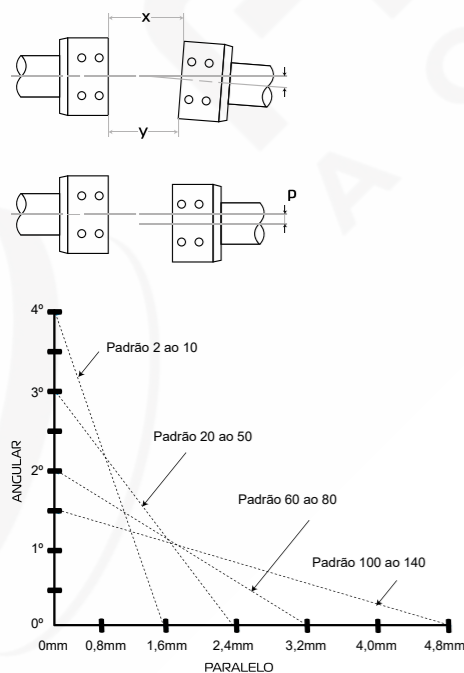 x
y
p
4º
Padrão 2 ao 10
3º
Padrão 20 ao 50
ANGULAR
2º
Padrão 60 ao 80
1º
Padrão 100 ao 140
0º
0mm 0,8mm 1,6mm 2,4mm 3,2mm 4,0mm 4,8mm
PARALELO